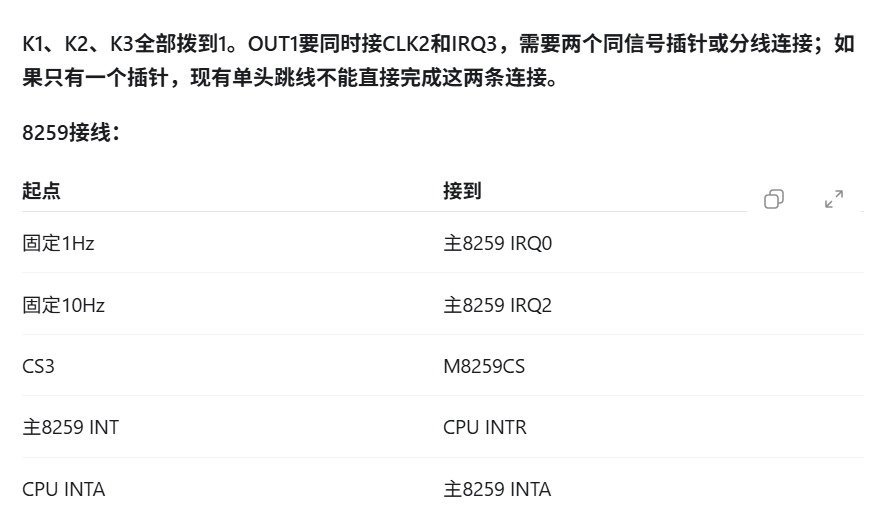 K1、K2、K3全部拨到1。OUT1要同时接CLK2和IRQ3，需要两个同信号插针或分线连接；如
果只有一个插针，现有单头跳线不能直接完成这两条连接。
8259接线：
起点 接到
固定1Hz 主8259 IRQ0
固定10Hz 主8259 IRQ2
CS3 M8259CS
主8259 INT CPU INTR
CPU INTA 主8259 INTA